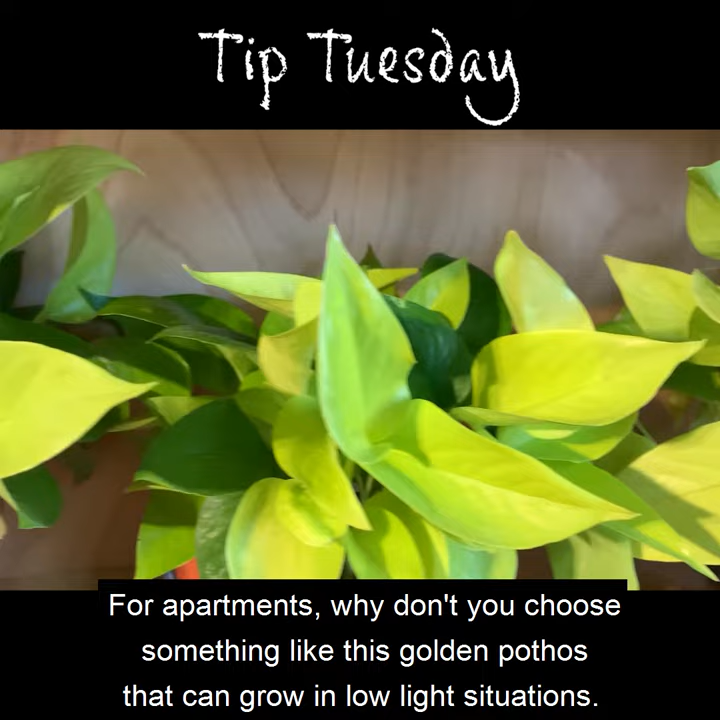 Tip Tuesday
For apartments, why don't you choose
something like this golden pothos
that can grow in low light situations.